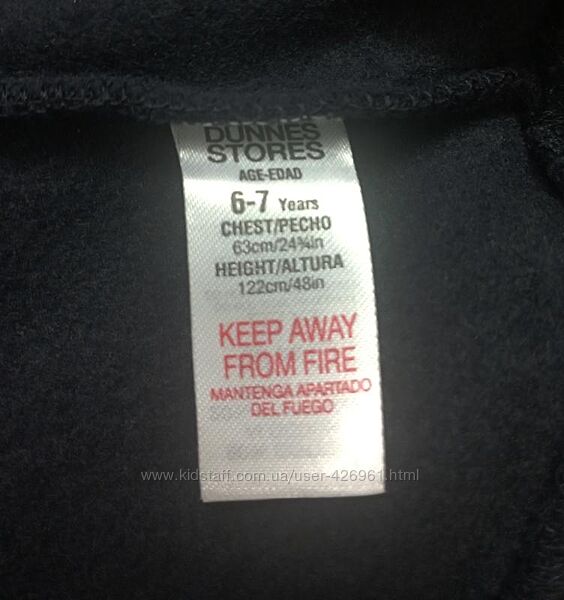 DUNNES
STORES
AGE-EDAD
6-7 Years
CHEST/PECHO
63cm/24¾in
HEIGHT/ALTURA
122cm/48in
KEEP AWAY
FROM FIRE
MANTENGA APARTADO
DEL FUEGO
www.kidstaff.com.ua/user-426961.html